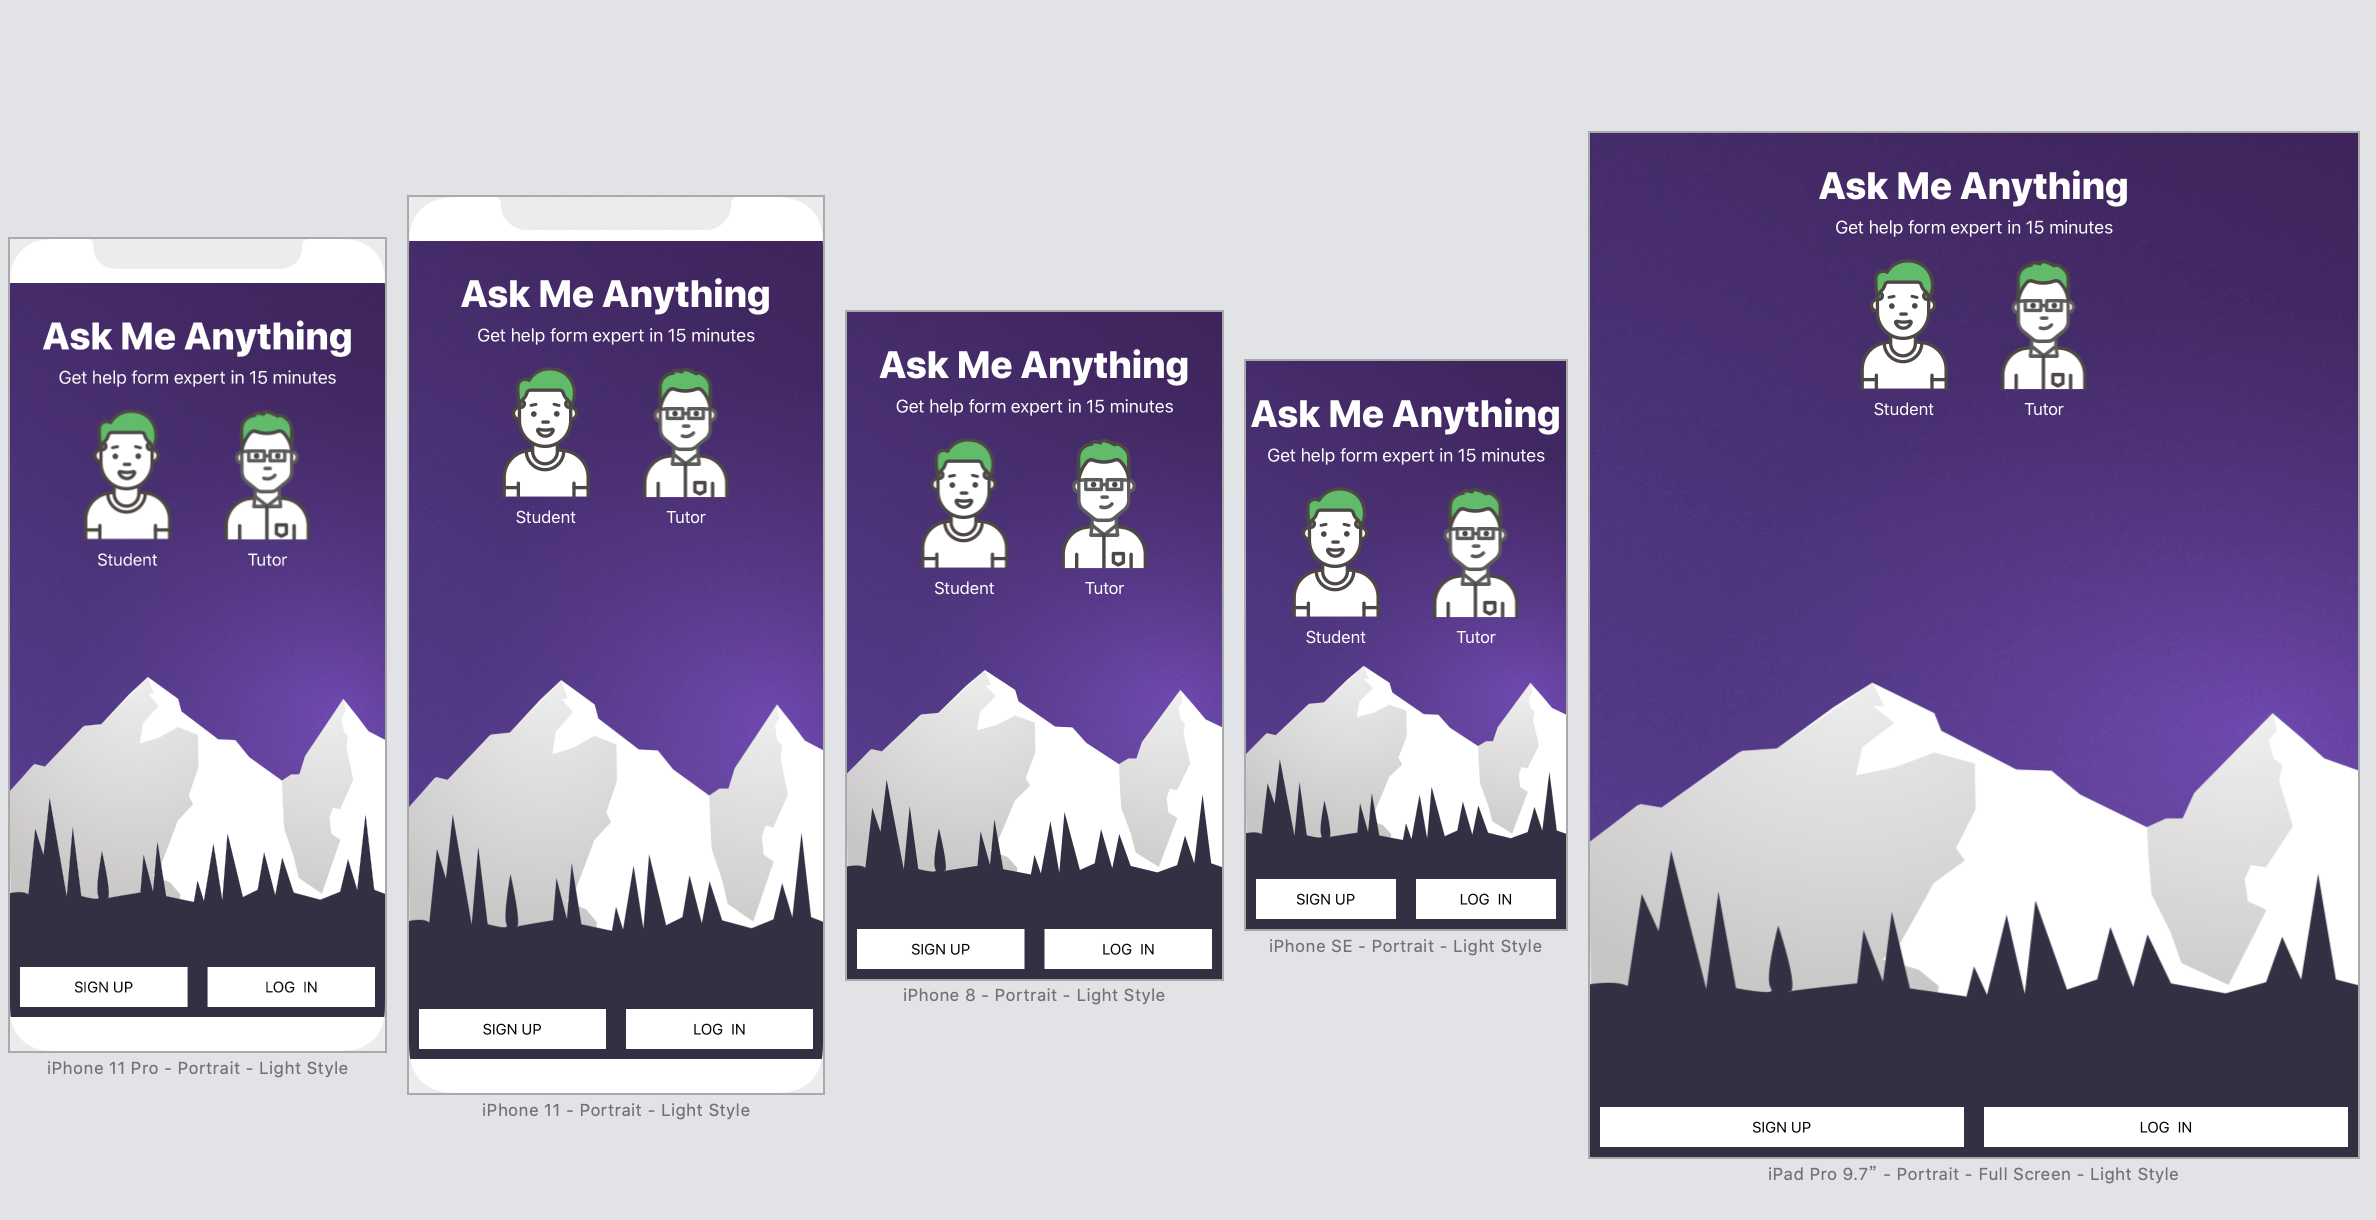 Ask Me Anything
Get help form expert in 15 minutes
Student Tutor
SIGN UP LOG IN
iPhone 11 Pro - Portrait - Light Style
Ask Me Anything
Get help form expert in 15 minutes
Student Tutor
SIGN UP LOG IN
iPhone 11 - Portrait - Light Style
Ask Me Anything
Get help form expert in 15 minutes
Student Tutor
SIGN UP LOG IN
iPhone 8 - Portrait - Light Style
Ask Me Anything
Get help form expert in 15 minutes
Student Tutor
SIGN UP LOG IN
iPhone SE - Portrait - Light Style
Ask Me Anything
Get help form expert in 15 minutes
Student Tutor
SIGN UP LOG IN
iPad Pro 9.7” - Portrait - Full Screen - Light Style